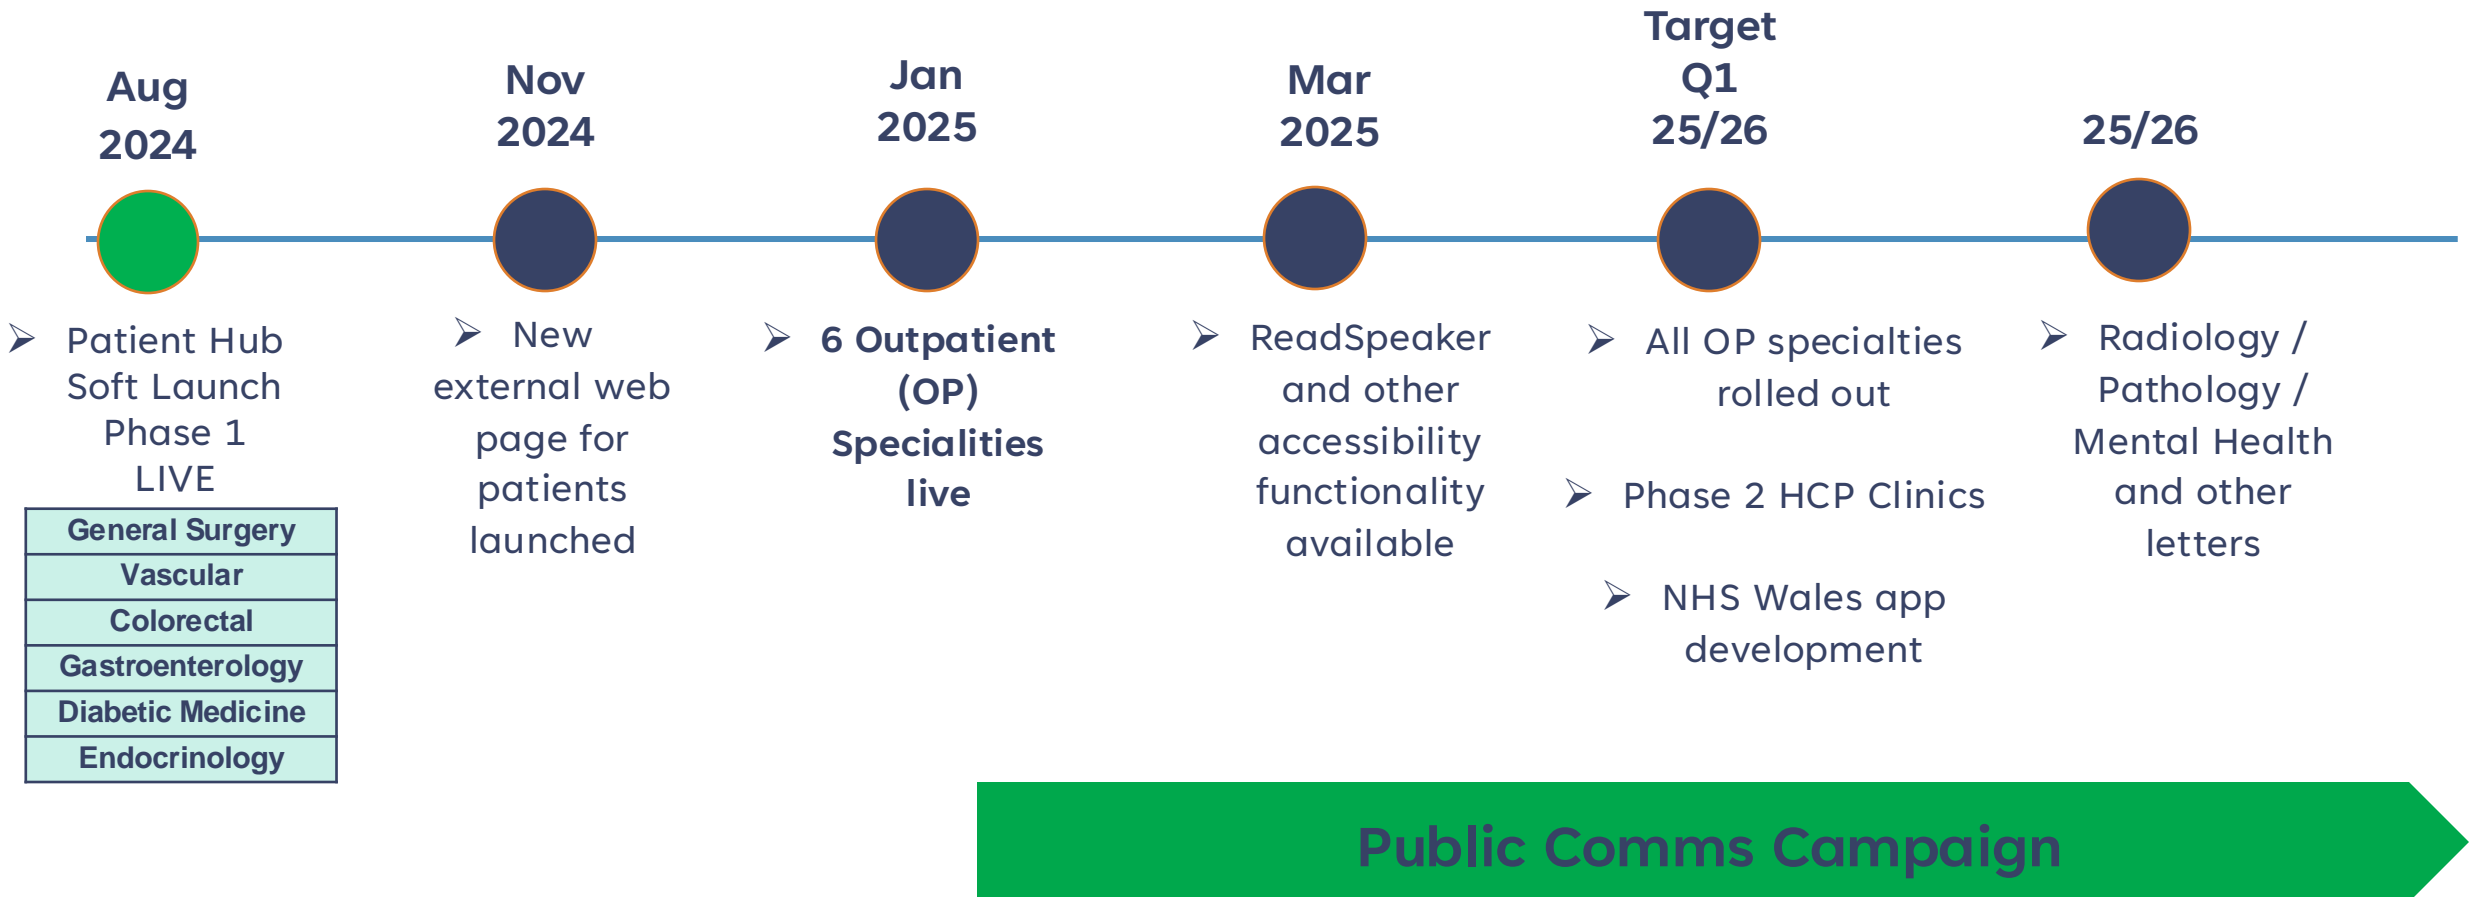 Aug
2024
Nov
2024
Jan
2025
Mar
2025
Target
Q1
25/26
25/26
➢ Patient Hub
Soft Launch
Phase 1
LIVE
General Surgery
Vascular
Colorectal
Gastroenterology
Diabetic Medicine
Endocrinology
➢ New
external web
page for
patients
launched
➢ 6 Outpatient
(OP)
Specialities
live
➢ ReadSpeaker
and other
accessibility
functionality
available
➢ All OP specialties
rolled out
➢ Phase 2 HCP Clinics
➢ NHS Wales app
development
➢ Radiology /
Pathology /
Mental Health
and other
letters
Public Comms Campaign